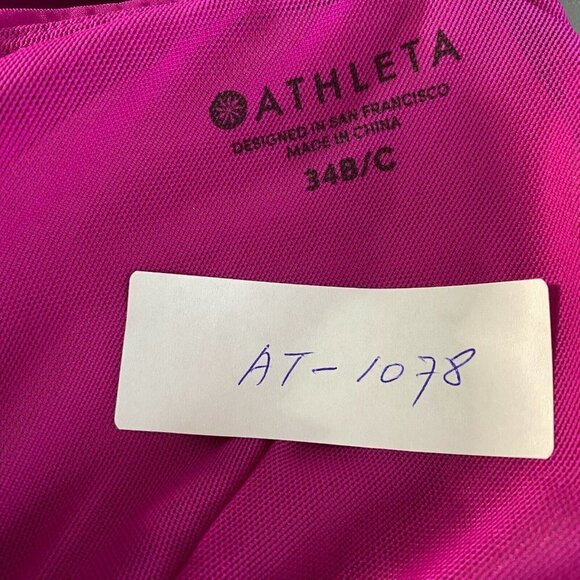 ATHLETA
DESIGNED IN SAN FRANCISCO
MADE IN CHINA
34B/C
AT-1078